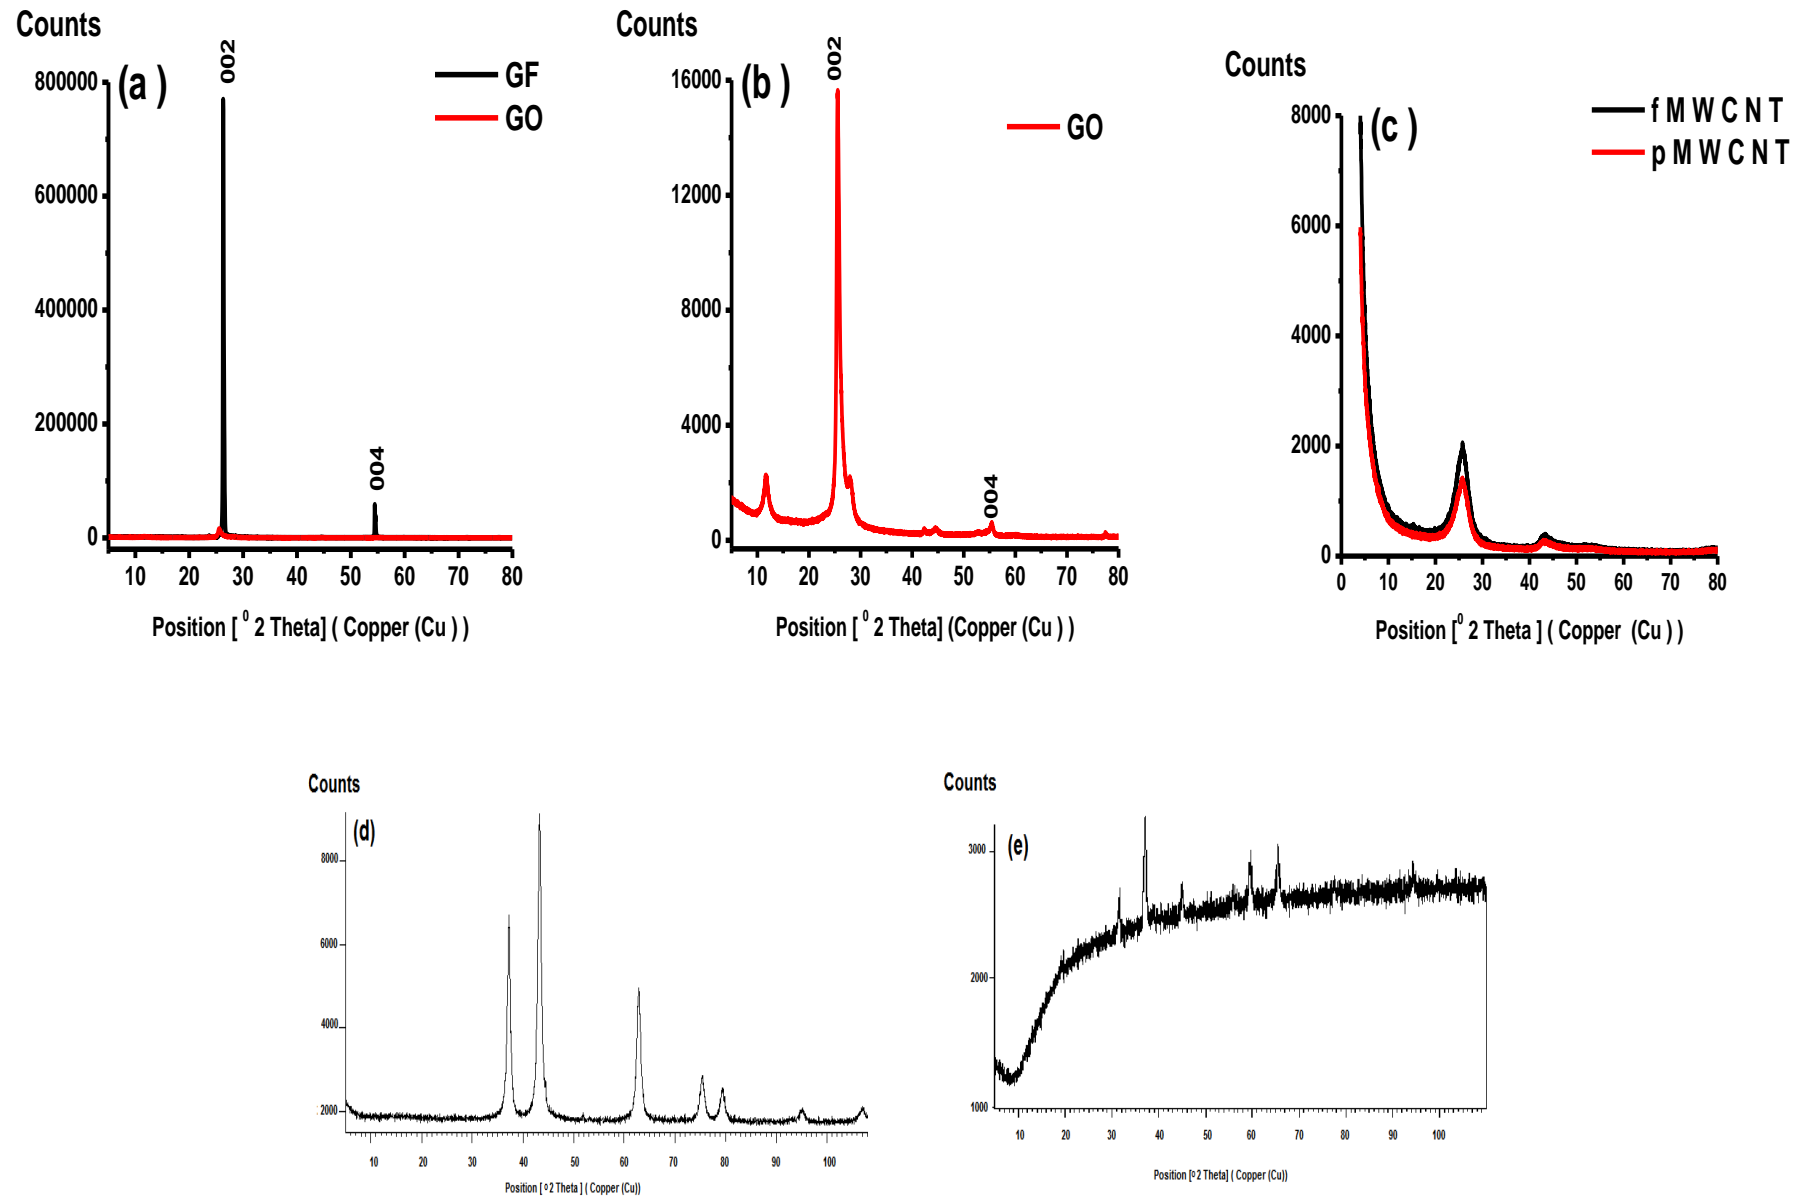 Counts
(a )
002
004
GF
GO
800000
600000
400000
200000
0
10 20 30 40 50 60 70 80
Position [ 0 2 Theta] ( Copper (Cu ) )
Counts
(b )
002
004
GO
16000
12000
8000
4000
0
10 20 30 40 50 60 70 80
Position [ 0 2 Theta] (Copper (Cu ) )
Counts
(c )
f M W C N T
p M W C N T
8000
6000
4000
2000
0
0 10 20 30 40 50 60 70 80
Position [0 2 Theta ] ( Copper (Cu ) )
Counts
(d)
8000
6000
4000
2000
10 20 30 40 50 60 70 80 90 100
Position [ o 2 Theta ] ( Copper (Cu))
Counts
(e)
3000
2000
1000
10 20 30 40 50 60 70 80 90 100
Position [o 2 Theta] ( Copper (Cu))